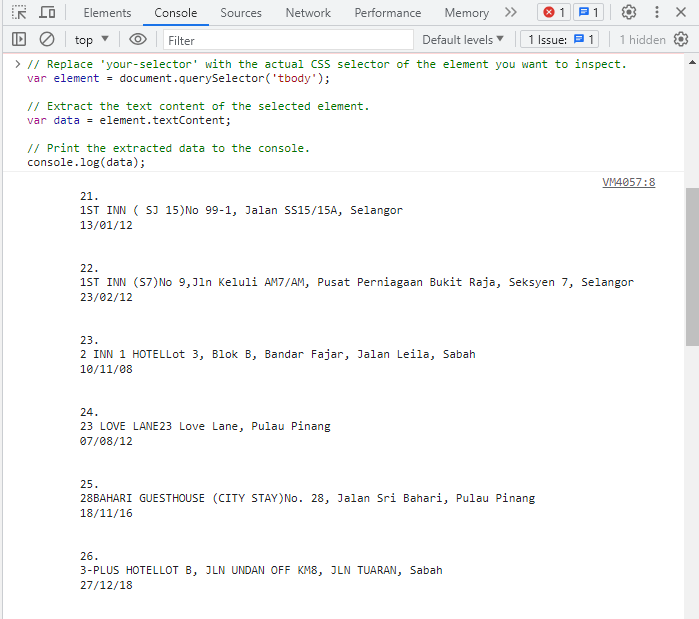 Elements Console Sources Network Performance Memory 1 1
top Filter Default levels 1 Issue: 1 1 hidden
// Replace 'your-selector' with the actual CSS selector of the element you want to inspect.
var element = document.querySelector('tbody');
// Extract the text content of the selected element.
var data = element.textContent;
// Print the extracted data to the console.
console.log(data);
VM4057:8
21.
1ST INN ( SJ 15)No 99-1, Jalan SS15/15A, Selangor
13/01/12
22.
1ST INN (S7)No 9,Jln Keluli AM7/AM, Pusat Perniagaan Bukit Raja, Seksyen 7, Selangor
23/02/12
23.
2 INN 1 HOTELLot 3, Blok B, Bandar Fajar, Jalan Leila, Sabah
10/11/08
24.
23 LOVE LANE23 Love Lane, Pulau Pinang
07/08/12
25.
28BAHARI GUESTHOUSE (CITY STAY)No. 28, Jalan Sri Bahari, Pulau Pinang
18/11/16
26.
3-PLUS HOTELLOT B, JLN UNDAN OFF KM8, JLN TUARAN, Sabah
27/12/18